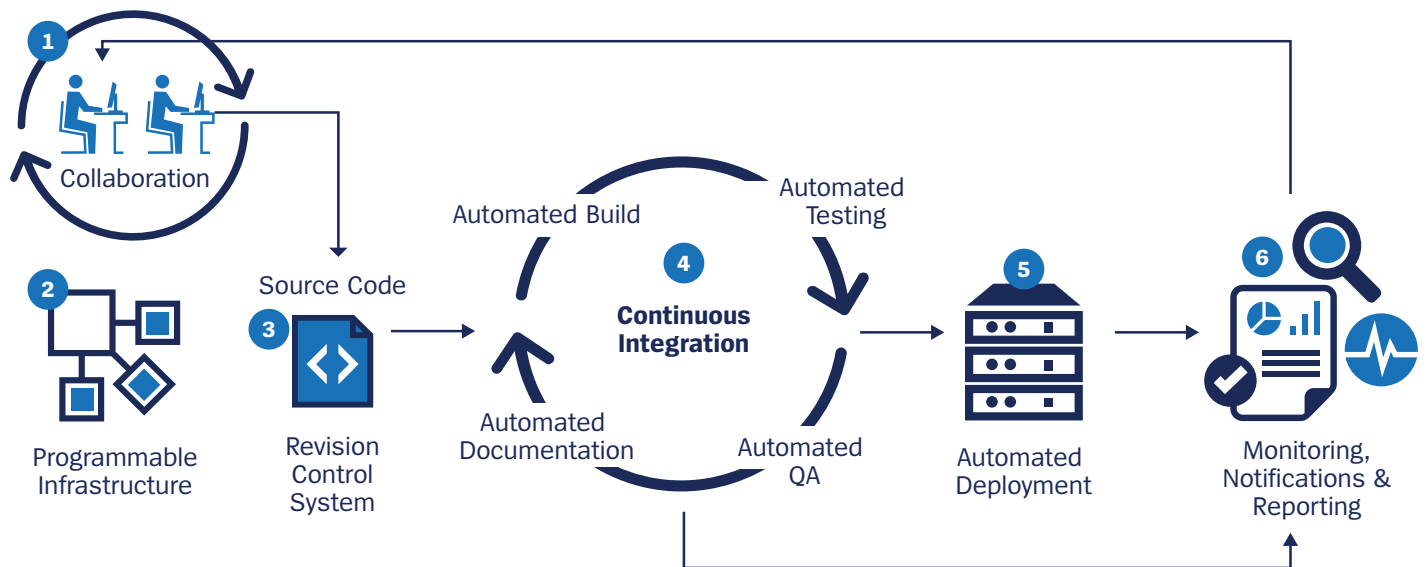 1
Collaboration
2
Programmable
Infrastructure
Source Code
3
Revision
Control
System
Automated Build
Automated
Testing
4
Continuous
Integration
Automated
Documentation
Automated
QA
5
Automated
Deployment
6
Monitoring,
Notifications &
Reporting